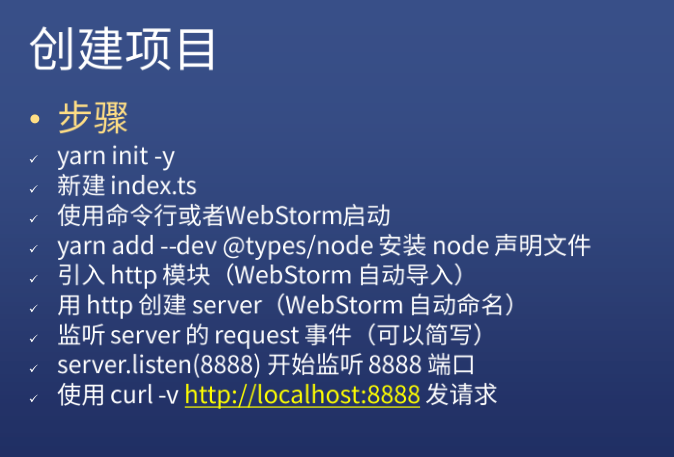 创建项目
• 步骤
✓ yarn init -y
✓ 新建 index.ts
✓ 使用命令行或者WebStorm启动
✓ yarn add --dev @types/node 安装 node 声明文件
✓ 引入 http 模块（WebStorm 自动导入）
✓ 用 http 创建 server（WebStorm 自动命名）
✓ 监听 server 的 request 事件（可以简写）
✓ server.listen(8888) 开始监听 8888 端口
✓ 使用 curl -v http://localhost:8888 发请求